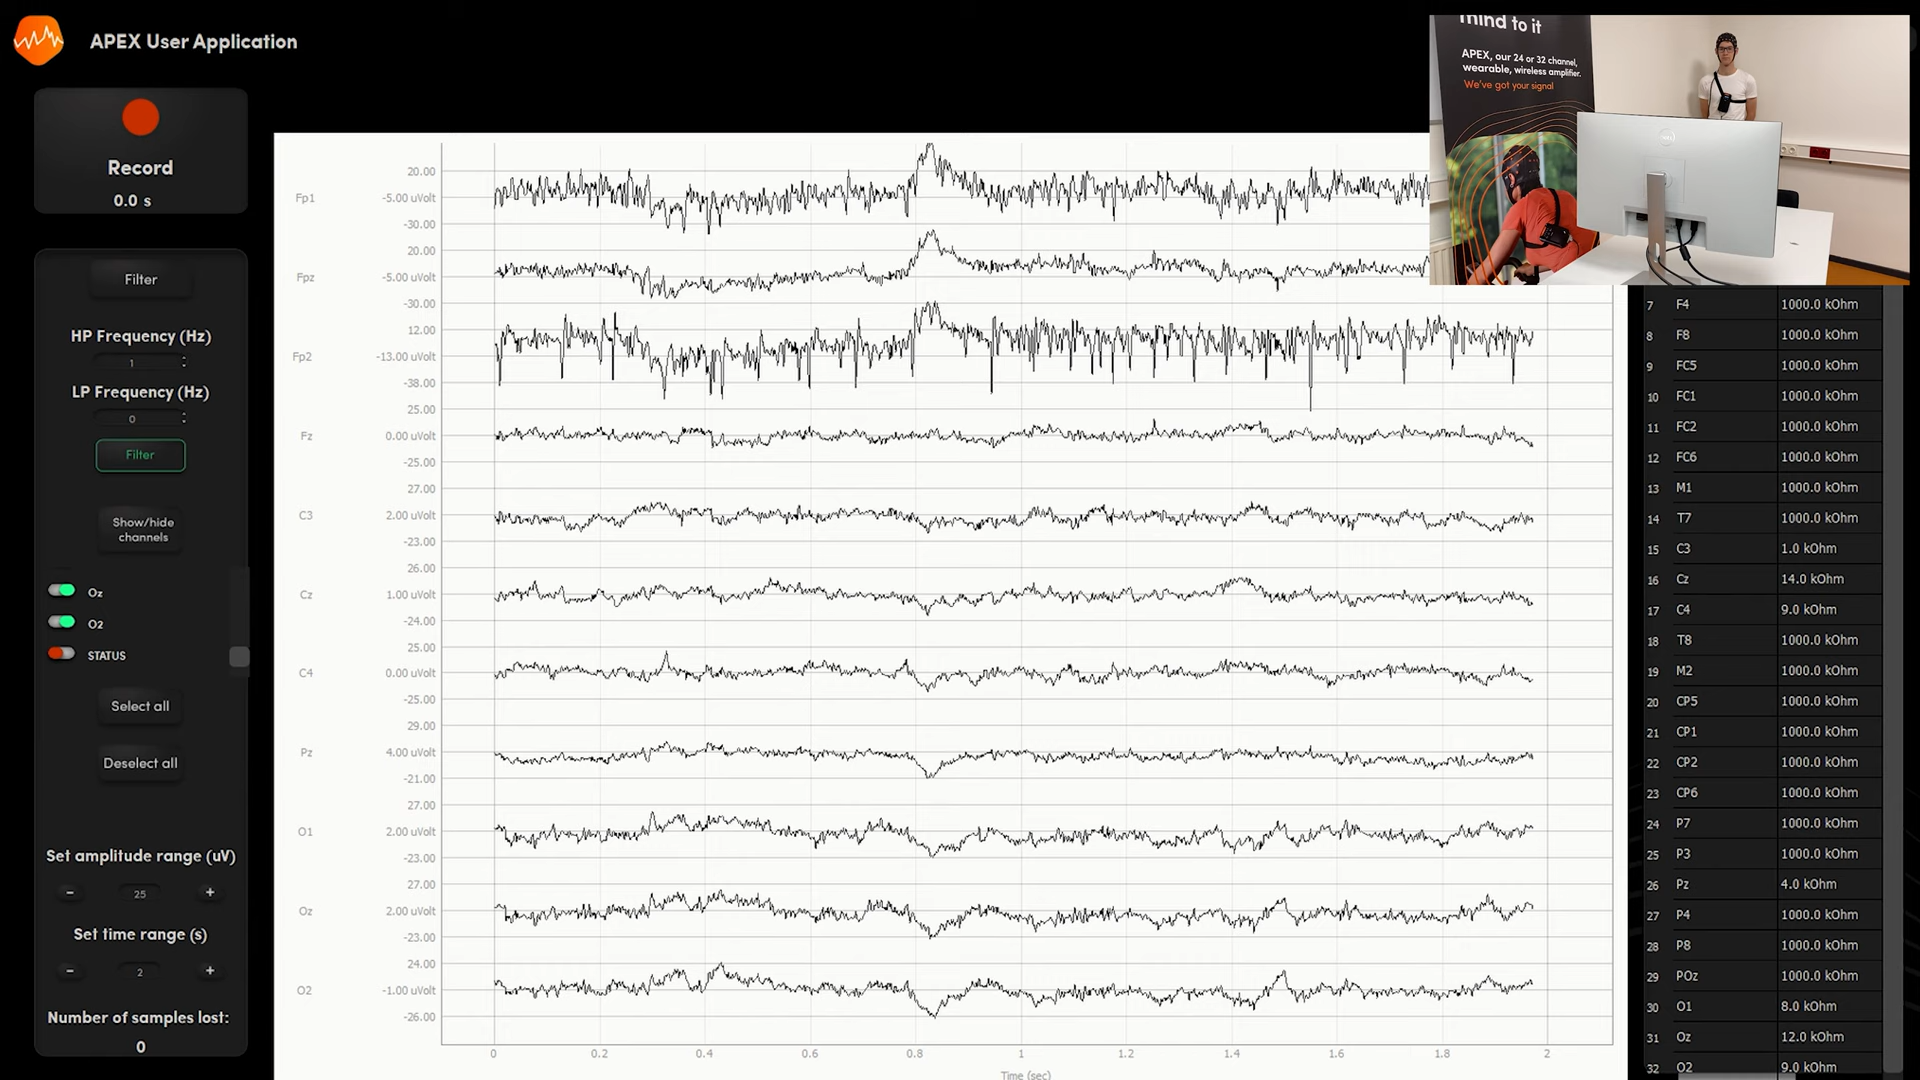 APEX User Application
Record
0.0 s
Filter
HP Frequency (Hz)
1
LP Frequency (Hz)
0
Filter
Show/hide
channels
Oz
O2
STATUS
Select all
Deselect all
Set amplitude range (uV)
- 25 +
Set time range (s)
- 2 +
Number of samples lost:
0
20.00
Fp1 -5.00 uVolt
-30.00
20.00
Fpz -5.00 uVolt
-30.00
12.00
Fp2 -13.00 uVolt
-38.00
25.00
Fz 0.00 uVolt
-25.00
27.00
C3 2.00 uVolt
-23.00
26.00
Cz 1.00 uVolt
-24.00
25.00
C4 0.00 uVolt
-25.00
29.00
Pz 4.00 uVolt
-21.00
27.00
O1 2.00 uVolt
-23.00
27.00
Oz 2.00 uVolt
-23.00
24.00
O2 -1.00 uVolt
-26.00
0 0.2 0.4 0.6 0.8 1 1.2 1.4 1.6 1.8 2
Time (sec)
mind to it
APEX, our 24 or 32 channel,
wearable, wireless amplifier.
We've got your signal
DELL
7 F4 1000.0 kOhm
8 F8 1000.0 kOhm
9 FC5 1000.0 kOhm
10 FC1 1000.0 kOhm
11 FC2 1000.0 kOhm
12 FC6 1000.0 kOhm
13 M1 1000.0 kOhm
14 T7 1000.0 kOhm
15 C3 1.0 kOhm
16 Cz 14.0 kOhm
17 C4 9.0 kOhm
18 T8 1000.0 kOhm
19 M2 1000.0 kOhm
20 CP5 1000.0 kOhm
21 CP1 1000.0 kOhm
22 CP2 1000.0 kOhm
23 CP6 1000.0 kOhm
24 P7 1000.0 kOhm
25 P3 1000.0 kOhm
26 Pz 4.0 kOhm
27 P4 1000.0 kOhm
28 P8 1000.0 kOhm
29 POz 1000.0 kOhm
30 O1 8.0 kOhm
31 Oz 12.0 kOhm
32 O2 9.0 kOhm